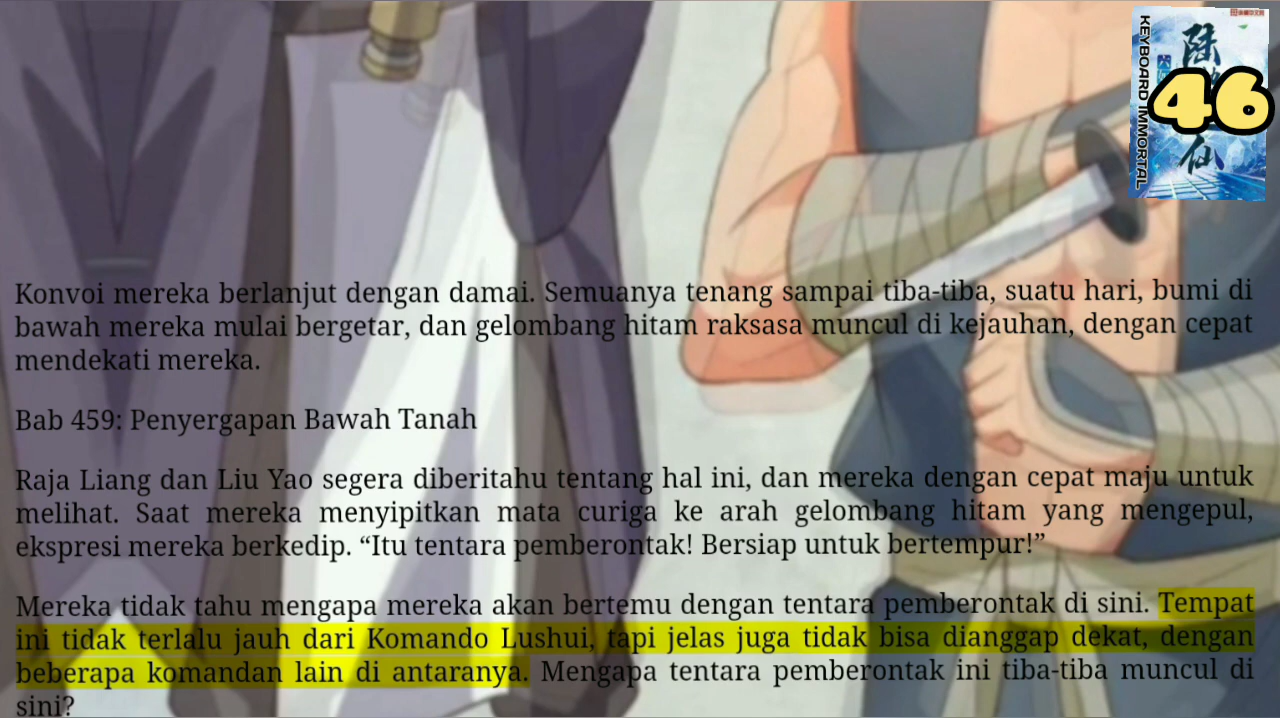 KEYBOARD IMMORTAL
46
仙
Konvoi mereka berlanjut dengan damai. Semuanya tenang sampai tiba-tiba, suatu hari, bumi di
bawah mereka mulai bergetar, dan gelombang hitam raksasa muncul di kejauhan, dengan cepat
mendekati mereka.
Bab 459: Penyergapan Bawah Tanah
Raja Liang dan Liu Yao segera diberitahu tentang hal ini, dan mereka dengan cepat maju untuk
melihat. Saat mereka menyipitkan mata curiga ke arah gelombang hitam yang mengepul,
ekspresi mereka berkedip. “Itu tentara pemberontak! Bersiap untuk bertempur!”
Mereka tidak tahu mengapa mereka akan bertemu dengan tentara pemberontak di sini. Tempat
ini tidak terlalu jauh dari Komando Lushui, tapi jelas juga tidak bisa dianggap dekat, dengan
beberapa komandan lain di antaranya. Mengapa tentara pemberontak ini tiba-tiba muncul di
sini?